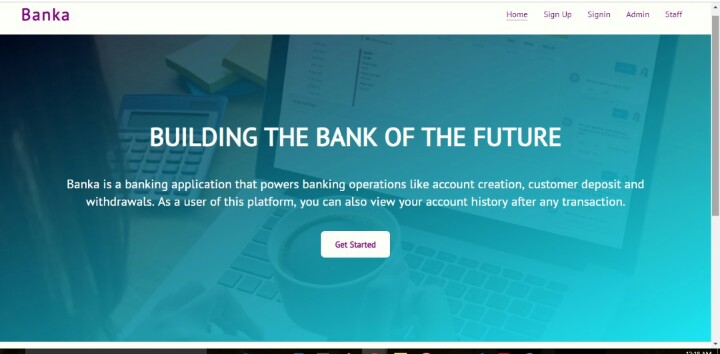 Banka
Home Sign Up Signin Admin Staff
BUILDING THE BANK OF THE FUTURE
Banka is a banking application that powers banking operations like account creation, customer deposit and
withdrawals. As a user of this platform, you can also view your account history after any transaction.
Get Started